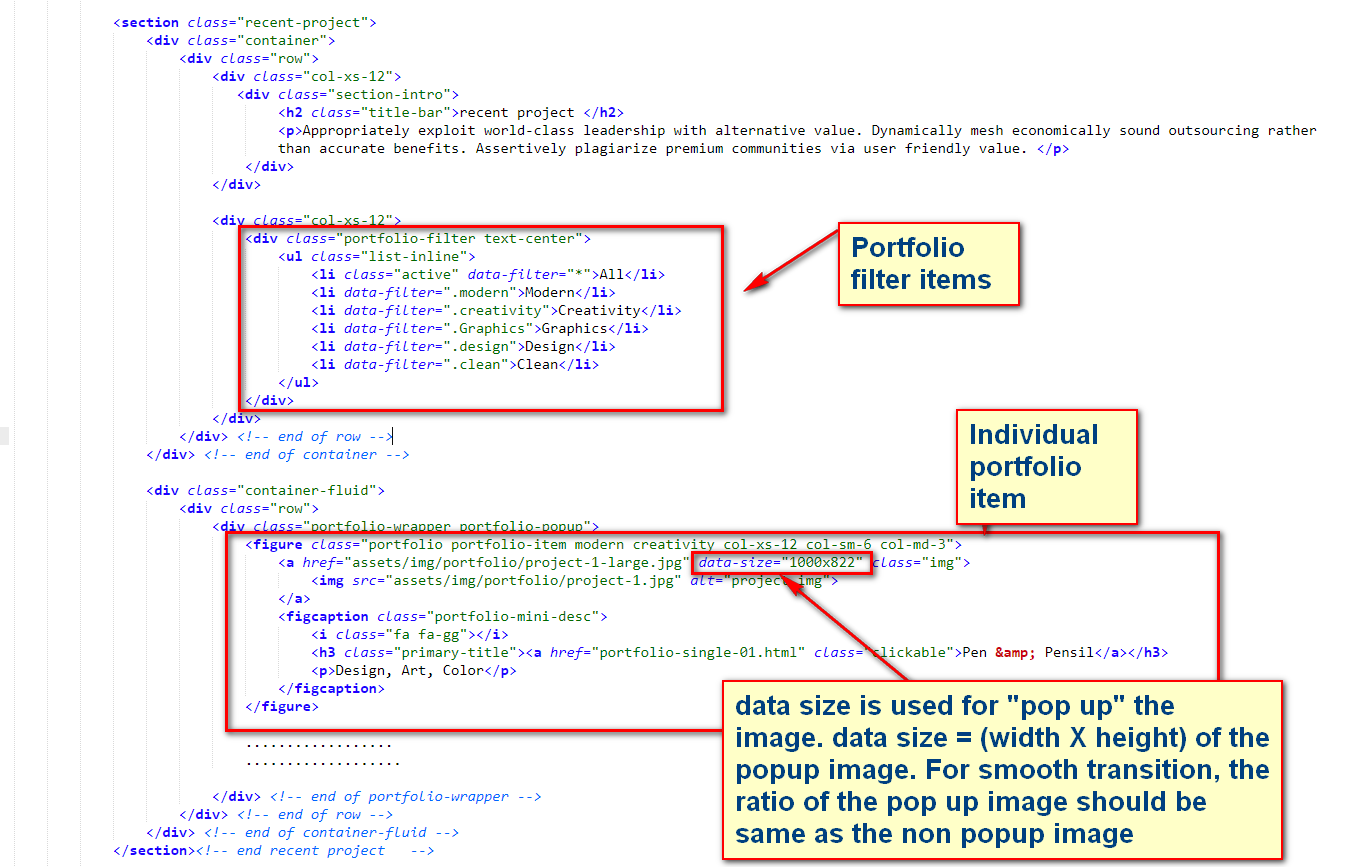 <section class="recent-project">
<div class="container">
<div class="row">
<div class="col-xs-12">
<div class="section-intro">
<h2 class="title-bar">recent project </h2>
<p>Appropriately exploit world-class leadership with alternative value. Dynamically mesh economically sound outsourcing rather
than accurate benefits. Assertively plagiarize premium communities via user friendly value. </p>
</div>
</div>
<div class="col-xs-12">
<div class="portfolio-filter text-center">
<ul class="list-inline">
<li class="active" data-filter="*">All</li>
<li data-filter=".modern">Modern</li>
<li data-filter=".creativity">Creativity</li>
<li data-filter=".Graphics">Graphics</li>
<li data-filter=".design">Design</li>
<li data-filter=".clean">Clean</li>
</ul>
</div>
</div>
</div> <!-- end of row -->
</div> <!-- end of container -->
Portfolio
filter items
<div class="container-fluid">
<div class="row">
<div class="portfolio-wrapper portfolio-popup">
<figure class="portfolio portfolio-item modern creativity col-xs-12 col-sm-6 col-md-3">
<a href="assets/img/portfolio/project-1-large.jpg" data-size="1000x822" class="img">
<img src="assets/img/portfolio/project-1.jpg" alt="project img">
</a>
<figcaption class="portfolio-mini-desc">
<i class="fa fa-gg"></i>
<h3 class="primary-title"><a href="portfolio-single-01.html" class="clickable">Pen &amp; Pensil</a></h3>
<p>Design, Art, Color</p>
</figcaption>
</figure>
..................
...................
</div> <!-- end of portfolio-wrapper -->
</div> <!-- end of row -->
</div> <!-- end of container-fluid -->
</section><!-- end recent project -->
Individual
portfolio
item
data size is used for "pop up" the
image. data size = (width X height) of the
popup image. For smooth transition, the
ratio of the pop up image should be
same as the non popup image